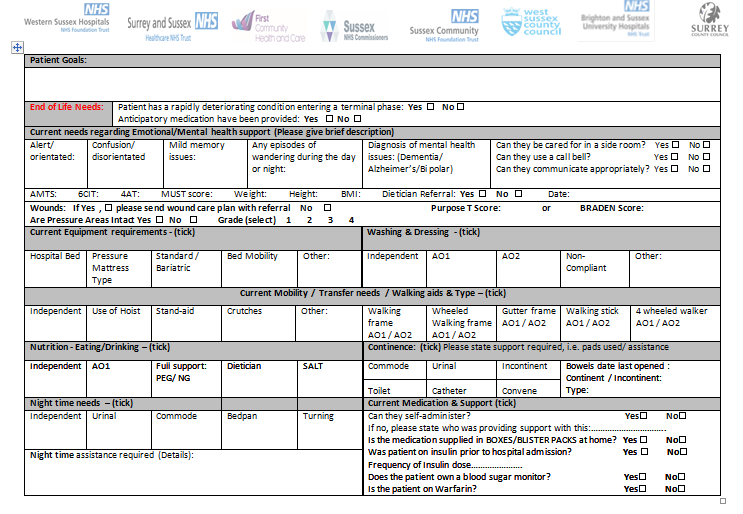 Western Sussex Hospitals NHS
NHS Foundation Trust
Surrey and Sussex NHS
Healthcare NHS Trust
First
Community
Health and Care
NHS
Sussex
NHS Commissioners
NHS
Sussex Community
NHS Foundation Trust
west
sussex
county
council
NHS
Brighton and Sussex
University Hospitals
NHS Trust
SURREY
COUNTY COUNCIL
Patient Goals:
End of Life Needs: Patient has a rapidly deteriorating condition entering a terminal phase: Yes ☐ No ☐
Anticipatory medication have been provided: Yes ☐ No ☐
Current needs regarding Emotional/Mental health support (Please give brief description)
Alert/
orientated:
Confusion/
disorientated
Mild memory
issues:
Any episodes of
wandering during the day
or night:
Diagnosis of mental health
issues: (Dementia/
Alzheimer's/Bi polar)
Can they be cared for in a side room? Yes ☐ No ☐
Can they use a call bell? Yes ☐ No ☐
Can they communicate appropriately? Yes ☐ No ☐
AMTS: 6CIT: 4AT: MUST score: Weight: Height: BMI: Dietician Referral: Yes ☐ No ☐ Date:
Wounds: If Yes , ☐ please send wound care plan with referral No ☐ Purpose T Score: or BRADEN Score:
Are Pressure Areas Intact Yes ☐ No ☐ Grade (select) 1 2 3 4
Current Equipment requirements - (tick)
Washing & Dressing - (tick)
Hospital Bed
Pressure
Mattress
Type
Standard /
Bariatric
Bed Mobility
Other:
Independent
AO1
AO2
Non-
Compliant
Other:
Current Mobility / Transfer needs / Walking aids & Type – (tick)
Independent
Use of Hoist
Stand-aid
Crutches
Other:
Walking
frame
AO1 / AO2
Wheeled
Walking frame
AO1 / AO2
Gutter frame
AO1 / AO2
Walking stick
AO1 / AO2
4 wheeled walker
AO1 / AO2
Nutrition - Eating/Drinking – (tick)
Continence: (tick) Please state support required, i.e. pads used/ assistance
Independent
AO1
Full support:
PEG/ NG
Dietician
SALT
Commode
Urinal
Incontinent
Toilet
Catheter
Convene
Bowels date last opened :
Continent / Incontinent:
Type:
Night time needs – (tick)
Current Medication & Support (tick)
Independent
Urinal
Commode
Bedpan
Turning
Night time assistance required (Details):
Can they self-administer? Yes☐ No☐
If no, please state who was providing support with this:..............................
Is the medication supplied in BOXES/BLISTER PACKS at home? Yes ☐ No☐
Was patient on insulin prior to hospital admission? Yes ☐ No☐
Frequency of Insulin dose.....................
Does the patient own a blood sugar monitor? Yes☐ No☐
Is the patient on Warfarin? Yes☐ No☐